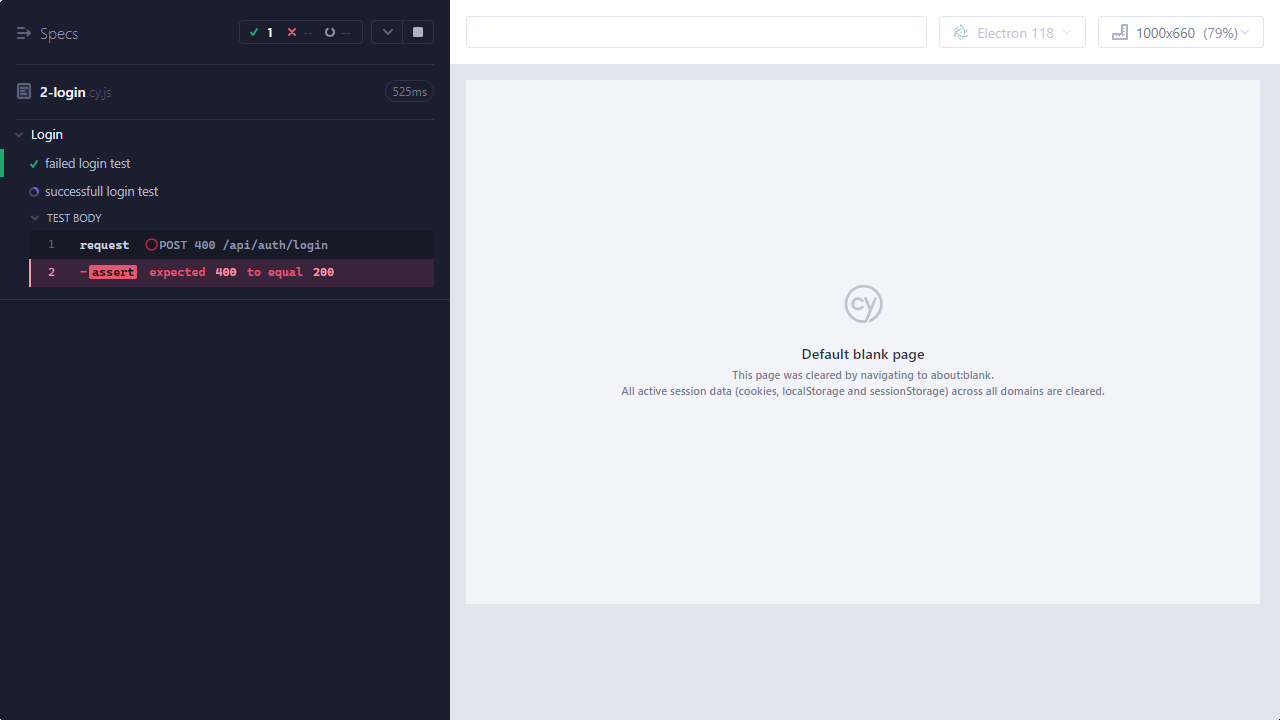 Specs
1 -- --
2-login.cy.js 525ms
Login
failed login test
successfull login test
TEST BODY
1 request POST 400 /api/auth/login
2 -assert expected 400 to equal 200
Electron 118
1000x660 (79%)
cy
Default blank page
This page was cleared by navigating to about:blank.
All active session data (cookies, localStorage and sessionStorage) across all domains are cleared.